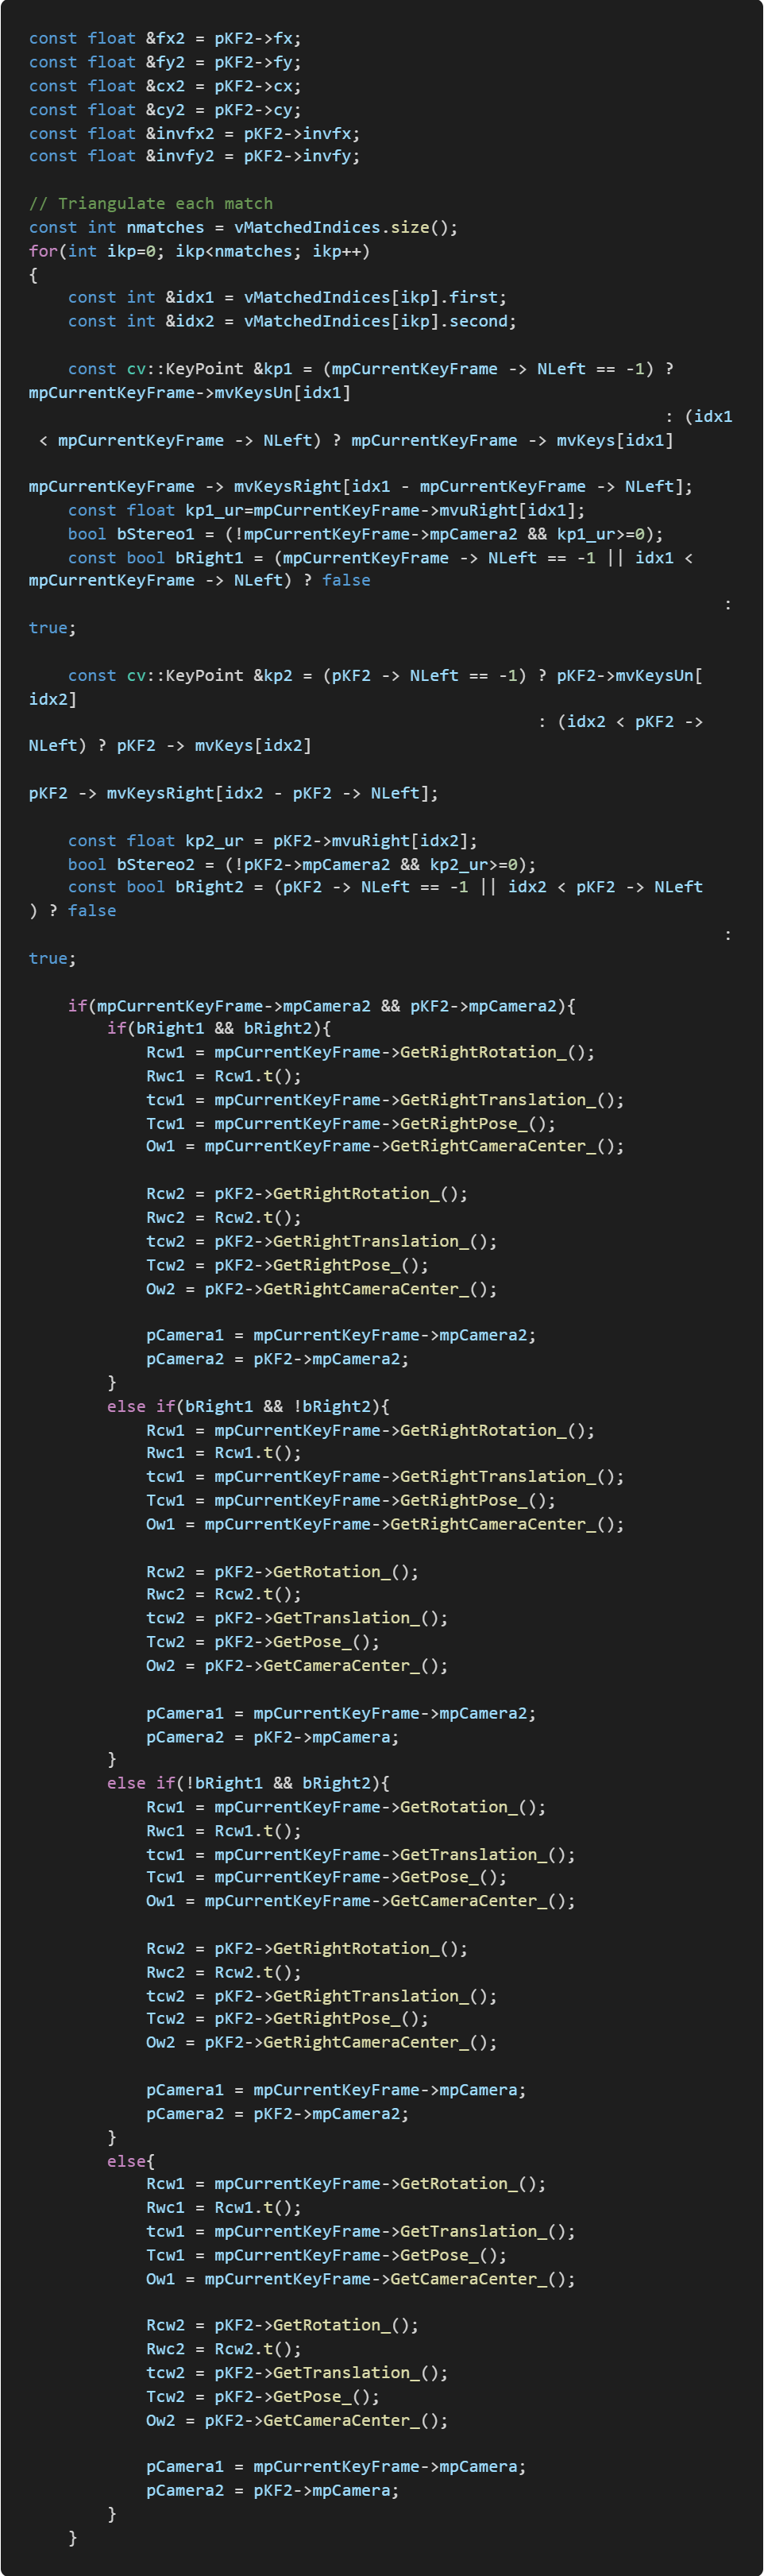 const float &fx2 = pKF2->fx;
const float &fy2 = pKF2->fy;
const float &cx2 = pKF2->cx;
const float &cy2 = pKF2->cy;
const float &invfx2 = pKF2->invfx;
const float &invfy2 = pKF2->invfy;

// Triangulate each match
const int nmatches = vMatchedIndices.size();
for(int ikp=0; ikp<nmatches; ikp++)
{
    const int &idx1 = vMatchedIndices[ikp].first;
    const int &idx2 = vMatchedIndices[ikp].second;

    const cv::KeyPoint &kp1 = (mpCurrentKeyFrame -> NLeft == -1) ?
mpCurrentKeyFrame->mvKeysUn[idx1]
                                                                 : (idx1
 < mpCurrentKeyFrame -> NLeft) ? mpCurrentKeyFrame -> mvKeys[idx1]

mpCurrentKeyFrame -> mvKeysRight[idx1 - mpCurrentKeyFrame -> NLeft];
    const float kp1_ur=mpCurrentKeyFrame->mvuRight[idx1];
    bool bStereo1 = (!mpCurrentKeyFrame->mpCamera2 && kp1_ur>=0);
    const bool bRight1 = (mpCurrentKeyFrame -> NLeft == -1 || idx1 <
mpCurrentKeyFrame -> NLeft) ? false
                                                                       :
true;

    const cv::KeyPoint &kp2 = (pKF2 -> NLeft == -1) ? pKF2->mvKeysUn[
idx2]
                                                    : (idx2 < pKF2 ->
NLeft) ? pKF2 -> mvKeys[idx2]

pKF2 -> mvKeysRight[idx2 - pKF2 -> NLeft];

    const float kp2_ur = pKF2->mvuRight[idx2];
    bool bStereo2 = (!pKF2->mpCamera2 && kp2_ur>=0);
    const bool bRight2 = (pKF2 -> NLeft == -1 || idx2 < pKF2 -> NLeft
) ? false
                                                                       :
true;

    if(mpCurrentKeyFrame->mpCamera2 && pKF2->mpCamera2){
        if(bRight1 && bRight2){
            Rcw1 = mpCurrentKeyFrame->GetRightRotation_();
            Rwc1 = Rcw1.t();
            tcw1 = mpCurrentKeyFrame->GetRightTranslation_();
            Tcw1 = mpCurrentKeyFrame->GetRightPose_();
            Ow1 = mpCurrentKeyFrame->GetRightCameraCenter_();

            Rcw2 = pKF2->GetRightRotation_();
            Rwc2 = Rcw2.t();
            tcw2 = pKF2->GetRightTranslation_();
            Tcw2 = pKF2->GetRightPose_();
            Ow2 = pKF2->GetRightCameraCenter_();

            pCamera1 = mpCurrentKeyFrame->mpCamera2;
            pCamera2 = pKF2->mpCamera2;
        }
        else if(bRight1 && !bRight2){
            Rcw1 = mpCurrentKeyFrame->GetRightRotation_();
            Rwc1 = Rcw1.t();
            tcw1 = mpCurrentKeyFrame->GetRightTranslation_();
            Tcw1 = mpCurrentKeyFrame->GetRightPose_();
            Ow1 = mpCurrentKeyFrame->GetRightCameraCenter_();

            Rcw2 = pKF2->GetRotation_();
            Rwc2 = Rcw2.t();
            tcw2 = pKF2->GetTranslation_();
            Tcw2 = pKF2->GetPose_();
            Ow2 = pKF2->GetCameraCenter_();

            pCamera1 = mpCurrentKeyFrame->mpCamera2;
            pCamera2 = pKF2->mpCamera;
        }
        else if(!bRight1 && bRight2){
            Rcw1 = mpCurrentKeyFrame->GetRotation_();
            Rwc1 = Rcw1.t();
            tcw1 = mpCurrentKeyFrame->GetTranslation_();
            Tcw1 = mpCurrentKeyFrame->GetPose_();
            Ow1 = mpCurrentKeyFrame->GetCameraCenter_();

            Rcw2 = pKF2->GetRightRotation_();
            Rwc2 = Rcw2.t();
            tcw2 = pKF2->GetRightTranslation_();
            Tcw2 = pKF2->GetRightPose_();
            Ow2 = pKF2->GetRightCameraCenter_();

            pCamera1 = mpCurrentKeyFrame->mpCamera;
            pCamera2 = pKF2->mpCamera2;
        }
        else{
            Rcw1 = mpCurrentKeyFrame->GetRotation_();
            Rwc1 = Rcw1.t();
            tcw1 = mpCurrentKeyFrame->GetTranslation_();
            Tcw1 = mpCurrentKeyFrame->GetPose_();
            Ow1 = mpCurrentKeyFrame->GetCameraCenter_();

            Rcw2 = pKF2->GetRotation_();
            Rwc2 = Rcw2.t();
            tcw2 = pKF2->GetTranslation_();
            Tcw2 = pKF2->GetPose_();
            Ow2 = pKF2->GetCameraCenter_();

            pCamera1 = mpCurrentKeyFrame->mpCamera;
            pCamera2 = pKF2->mpCamera;
        }
    }